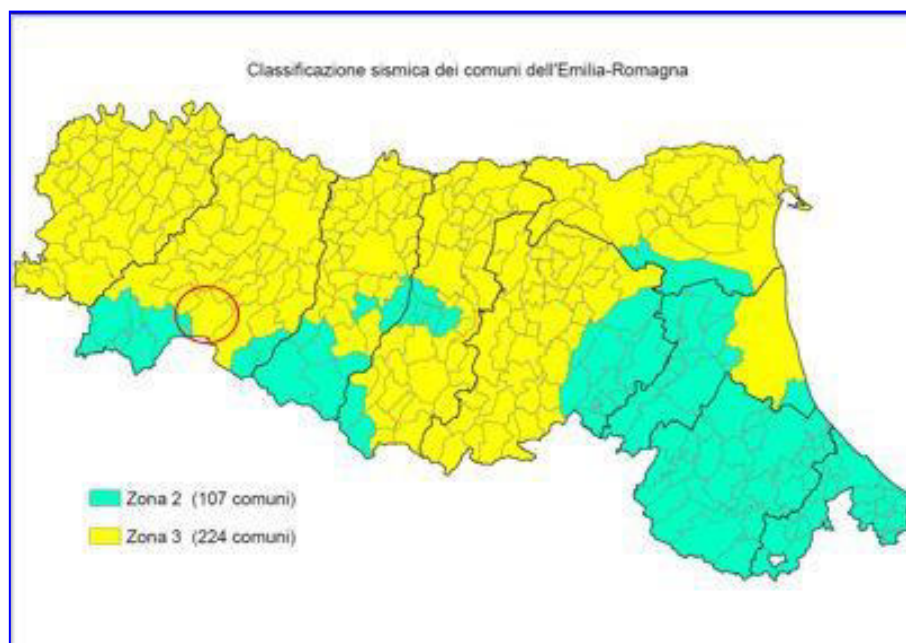 Classificazione sismica dei comuni dell'Emilia-Romagna
Zona 2 (107 comuni)
Zona 3 (224 comuni)